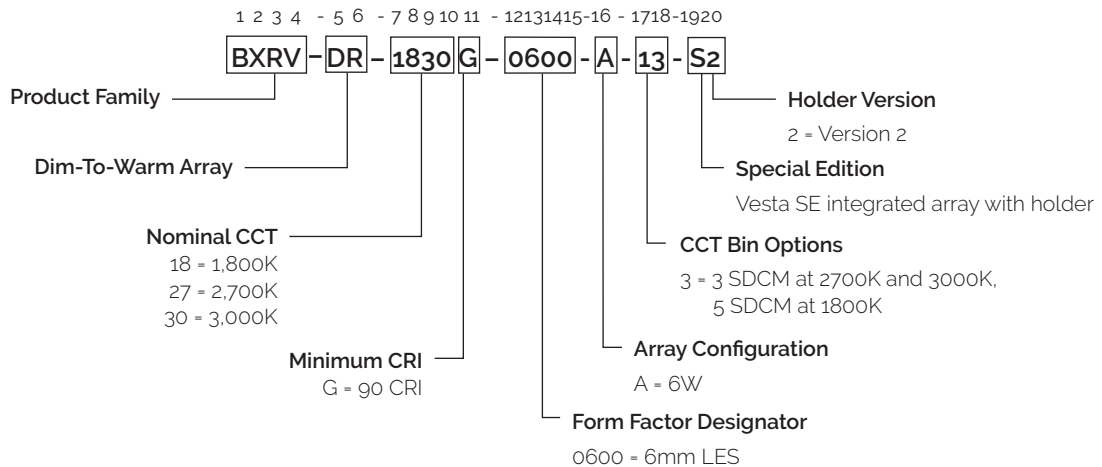 1 2 3 4 - 5 6 - 7 8 9 10 11 - 12131415-16 - 1718-1920
BXRV–DR–1830G–0600-A-13-S2
Product Family
Holder Version
2 = Version 2
Dim-To-Warm Array
Special Edition
Vesta SE integrated array with holder
Nominal CCT
18 = 1,800K
27 = 2,700K
30 = 3,000K
CCT Bin Options
3 = 3 SDCM at 2700K and 3000K,
5 SDCM at 1800K
Minimum CRI
G = 90 CRI
Array Configuration
A = 6W
Form Factor Designator
0600 = 6mm LES